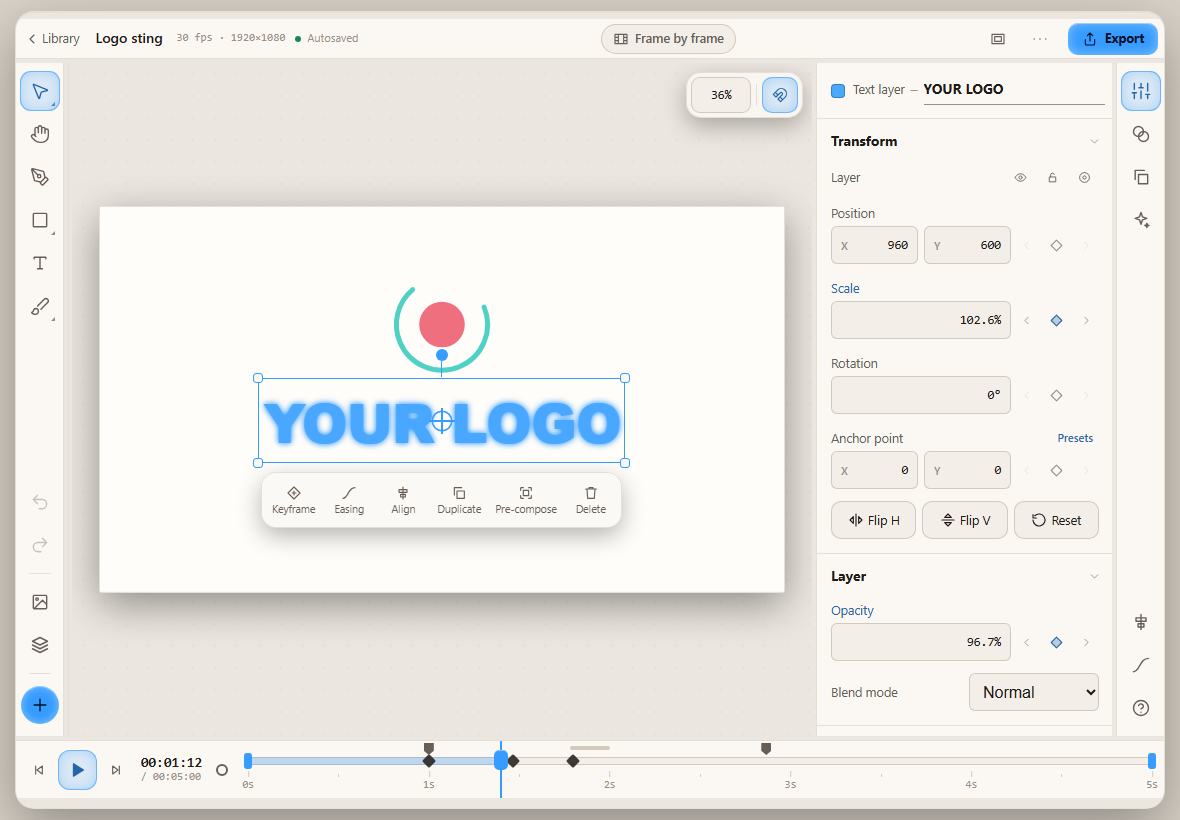 Library
Logo sting
30 fps · 1920×1080
Autosaved
Frame by frame
Export
36%
Text layer – YOUR LOGO
Transform
Layer
Position
X 960
Y 600
Scale
102.6%
Rotation
0°
Anchor point
Presets
X 0
Y 0
Flip H
Flip V
Reset
Layer
Opacity
96.7%
Blend mode
Normal
YOUR LOGO
Keyframe
Easing
Align
Duplicate
Pre-compose
Delete
00:01:12
/ 00:05:00
0s
1s
2s
3s
4s
5s